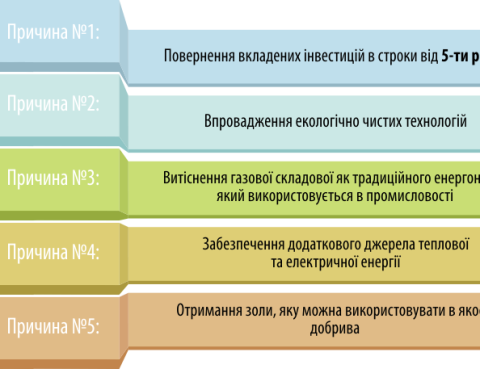 Причина №1:
Повернення вкладених інвестицій в строки від 5-ти
Причина №2:
Впровадження екологічно чистих технологій
Причина №3:
Витіснення газової складової як традиційного
який використовується в промисловості
Причина №4:
Забезпечення додаткового джерела теплової
та електричної енергії
Причина №5:
Отримання золи, яку можна використовувати в
добрива